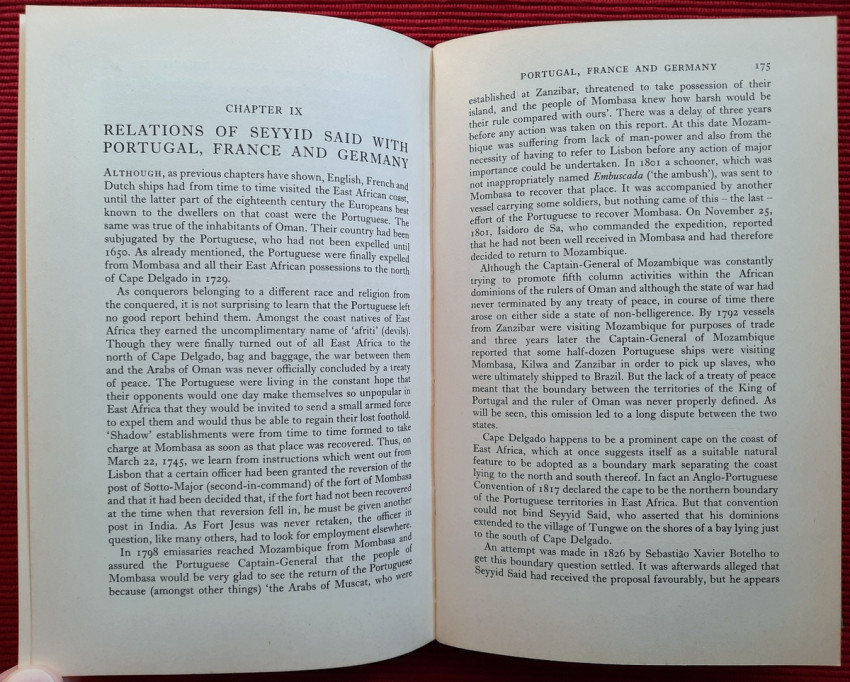 CHAPTER IX
RELATIONS OF SEYYID SAID WITH
PORTUGAL, FRANCE AND GERMANY
ALTHOUGH, as previous chapters have shown, English, French and
Dutch ships had from time to time visited the East African coast,
until the latter part of the eighteenth century the Europeans best
known to the dwellers on that coast were the Portuguese. The
same was true of the inhabitants of Oman. Their country had been
subjugated by the Portuguese, who had not been expelled until
1650. As already mentioned, the Portuguese were finally expelled
from Mombasa and all their East African possessions to the north
of Cape Delgado in 1729.
As conquerors belonging to a different race and religion from
the conquered, it is not surprising to learn that the Portuguese left
no good report behind them. Amongst the coast natives of East
Africa they earned the uncomplimentary name of 'afriti' (devils).
Though they were finally turned out of all East Africa to the
north of Cape Delgado, bag and baggage, the war between them
and the Arabs of Oman was never officially concluded by a treaty
of peace. The Portuguese were living in the constant hope that
their opponents would one day make themselves so unpopular in
East Africa that they would be invited to send a small armed force
to expel them and would thus be able to regain their lost foothold.
'Shadow' establishments were from time to time formed to take
charge at Mombasa as soon as that place was recovered. Thus, on
March 22, 1745, we learn from instructions which went out from
Lisbon that a certain officer had been granted the reversion of the
post of Sotto-Major (second-in-command) of the fort of Mombasa
and that it had been decided that, if the fort had not been recovered
at the time when that reversion fell in, he must be given another
post in India. As Fort Jesus was never retaken, the officer in
question, like many others, had to look for employment elsewhere.
In 1798 emissaries reached Mozambique from Mombasa and
assured the Portuguese Captain-General that the people of
Mombasa would be very glad to see the return of the Portuguese
because (amongst other things) 'the Arabs of Muscat, who were
PORTUGAL, FRANCE AND GERMANY 175
established at Zanzibar, threatened to take possession of their
island, and the people of Mombasa knew how harsh would be
their rule compared with ours'. There was a delay of three years
before any action was taken on this report. At this date Mozam-
bique was suffering from lack of man-power and also from the
necessity of having to refer to Lisbon before any action of major
importance could be undertaken. In 1801 a schooner, which was
not inappropriately named Embuscada ('the ambush'), was sent to
Mombasa to recover that place. It was accompanied by another
vessel carrying some soldiers, but nothing came of this – the last –
effort of the Portuguese to recover Mombasa. On November 25,
1801, Isidoro de Sa, who commanded the expedition, reported
that he had not been well received in Mombasa and had therefore
decided to return to Mozambique.
Although the Captain-General of Mozambique was constantly
trying to promote fifth column activities within the African
dominions of the rulers of Oman and although the state of war had
never terminated by any treaty of peace, in course of time there
arose on either side a state of non-belligerence. By 1792 vessels
from Zanzibar were visiting Mozambique for purposes of trade
and three years later the Captain-General of Mozambique
reported that some half-dozen Portuguese ships were visiting
Mombasa, Kilwa and Zanzibar in order to pick up slaves, who
were ultimately shipped to Brazil. But the lack of a treaty of peace
meant that the boundary between the territories of the King of
Portugal and the ruler of Oman was never properly defined. As
will be seen, this omission led to a long dispute between the two
states.
Cape Delgado happens to be a prominent cape on the coast of
East Africa, which at once suggests itself as a suitable natural
feature to be adopted as a boundary mark separating the coast
lying to the north and south thereof. In fact an Anglo-Portuguese
Convention of 1817 declared the cape to be the northern boundary
of the Portuguese territories in East Africa. But that convention
could not bind Seyyid Said, who asserted that his dominions
extended to the village of Tungwe on the shores of a bay lying just
to the south of Cape Delgado.
An attempt was made in 1826 by Sebastião Xavier Botelho to
get this boundary question settled. It was afterwards alleged that
Seyyid Said had received the proposal favourably, but he appears